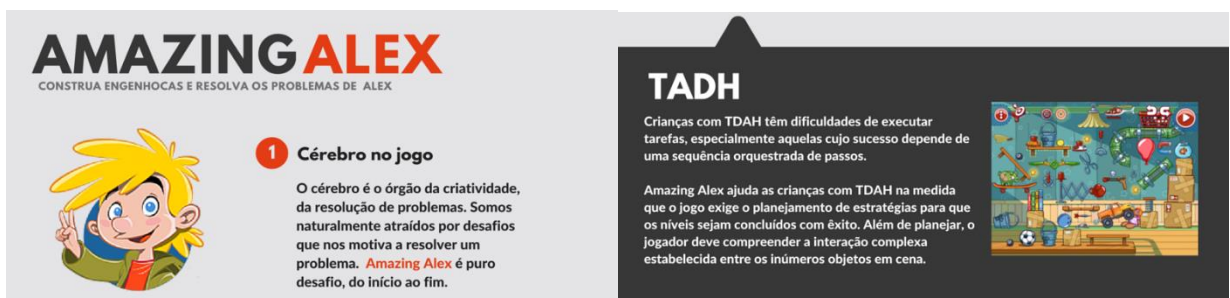 AMAZING ALEX
CONSTRUA ENGENHOCAS E RESOLVA OS PROBLEMAS DE ALEX
1 Cérebro no jogo
O cérebro é o órgão da criatividade,
da resolução de problemas. Somos
naturalmente atraídos por desafios
que nos motiva a resolver um
problema. Amazing Alex é puro
desafio, do início ao fim.
TADH
Crianças com TDAH têm dificuldades de executar
tarefas, especialmente aquelas cujo sucesso depende de
uma sequência orquestrada de passos.
Amazing Alex ajuda as crianças com TDAH na medida
que o jogo exige o planejamento de estratégias para que
os níveis sejam concluídos com êxito. Além de planejar, o
jogador deve compreender a interação complexa
estabelecida entre os inúmeros objetos em cena.